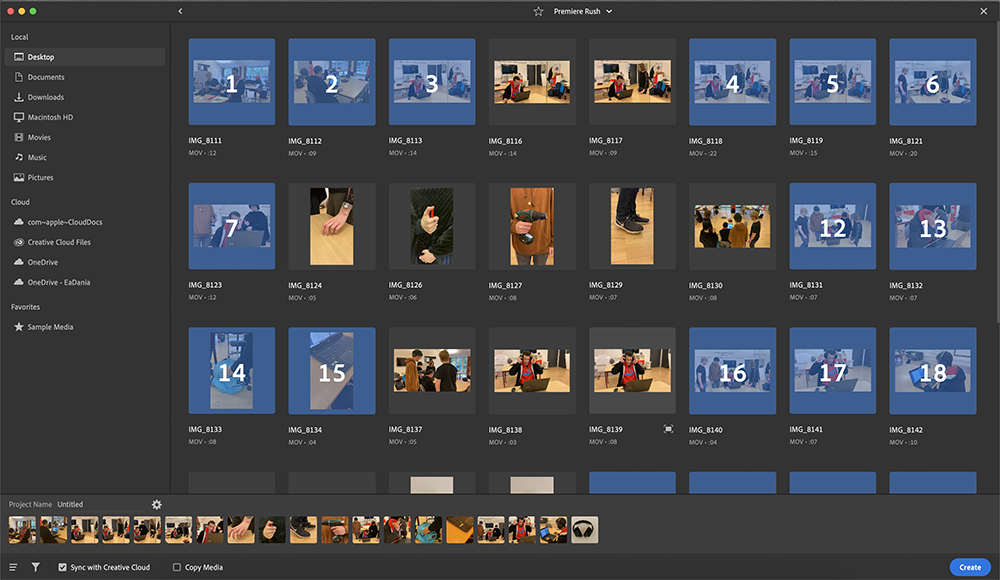 Premiere Rush
Local
Desktop
Documents
Downloads
Macintosh HD
Movies
Music
Pictures
Cloud
com~apple~CloudDocs
Creative Cloud Files
OneDrive
OneDrive - EaDania
Favorites
Sample Media
1 2 3 4 5 6
IMG_8111 IMG_8112 IMG_8113 IMG_8116 IMG_8117 IMG_8118 IMG_8119 IMG_8121
MOV • :12 MOV • :09 MOV • :14 MOV • :14 MOV • :09 MOV • :22 MOV • :15 MOV • :20
7 12 13
IMG_8123 IMG_8124 IMG_8126 IMG_8127 IMG_8129 IMG_8130 IMG_8131 IMG_8132
MOV • :12 MOV • :05 MOV • :06 MOV • :08 MOV • :07 MOV • :08 MOV • :07 MOV • :07
14 15 16 17 18
IMG_8133 IMG_8134 IMG_8137 IMG_8138 IMG_8139 IMG_8140 IMG_8141 IMG_8142
MOV • :08 MOV • :04 MOV • :05 MOV • :03 MOV • :08 MOV • :04 MOV • :07 MOV • :10
Project Name Untitled
Sync with Creative Cloud Copy Media Create